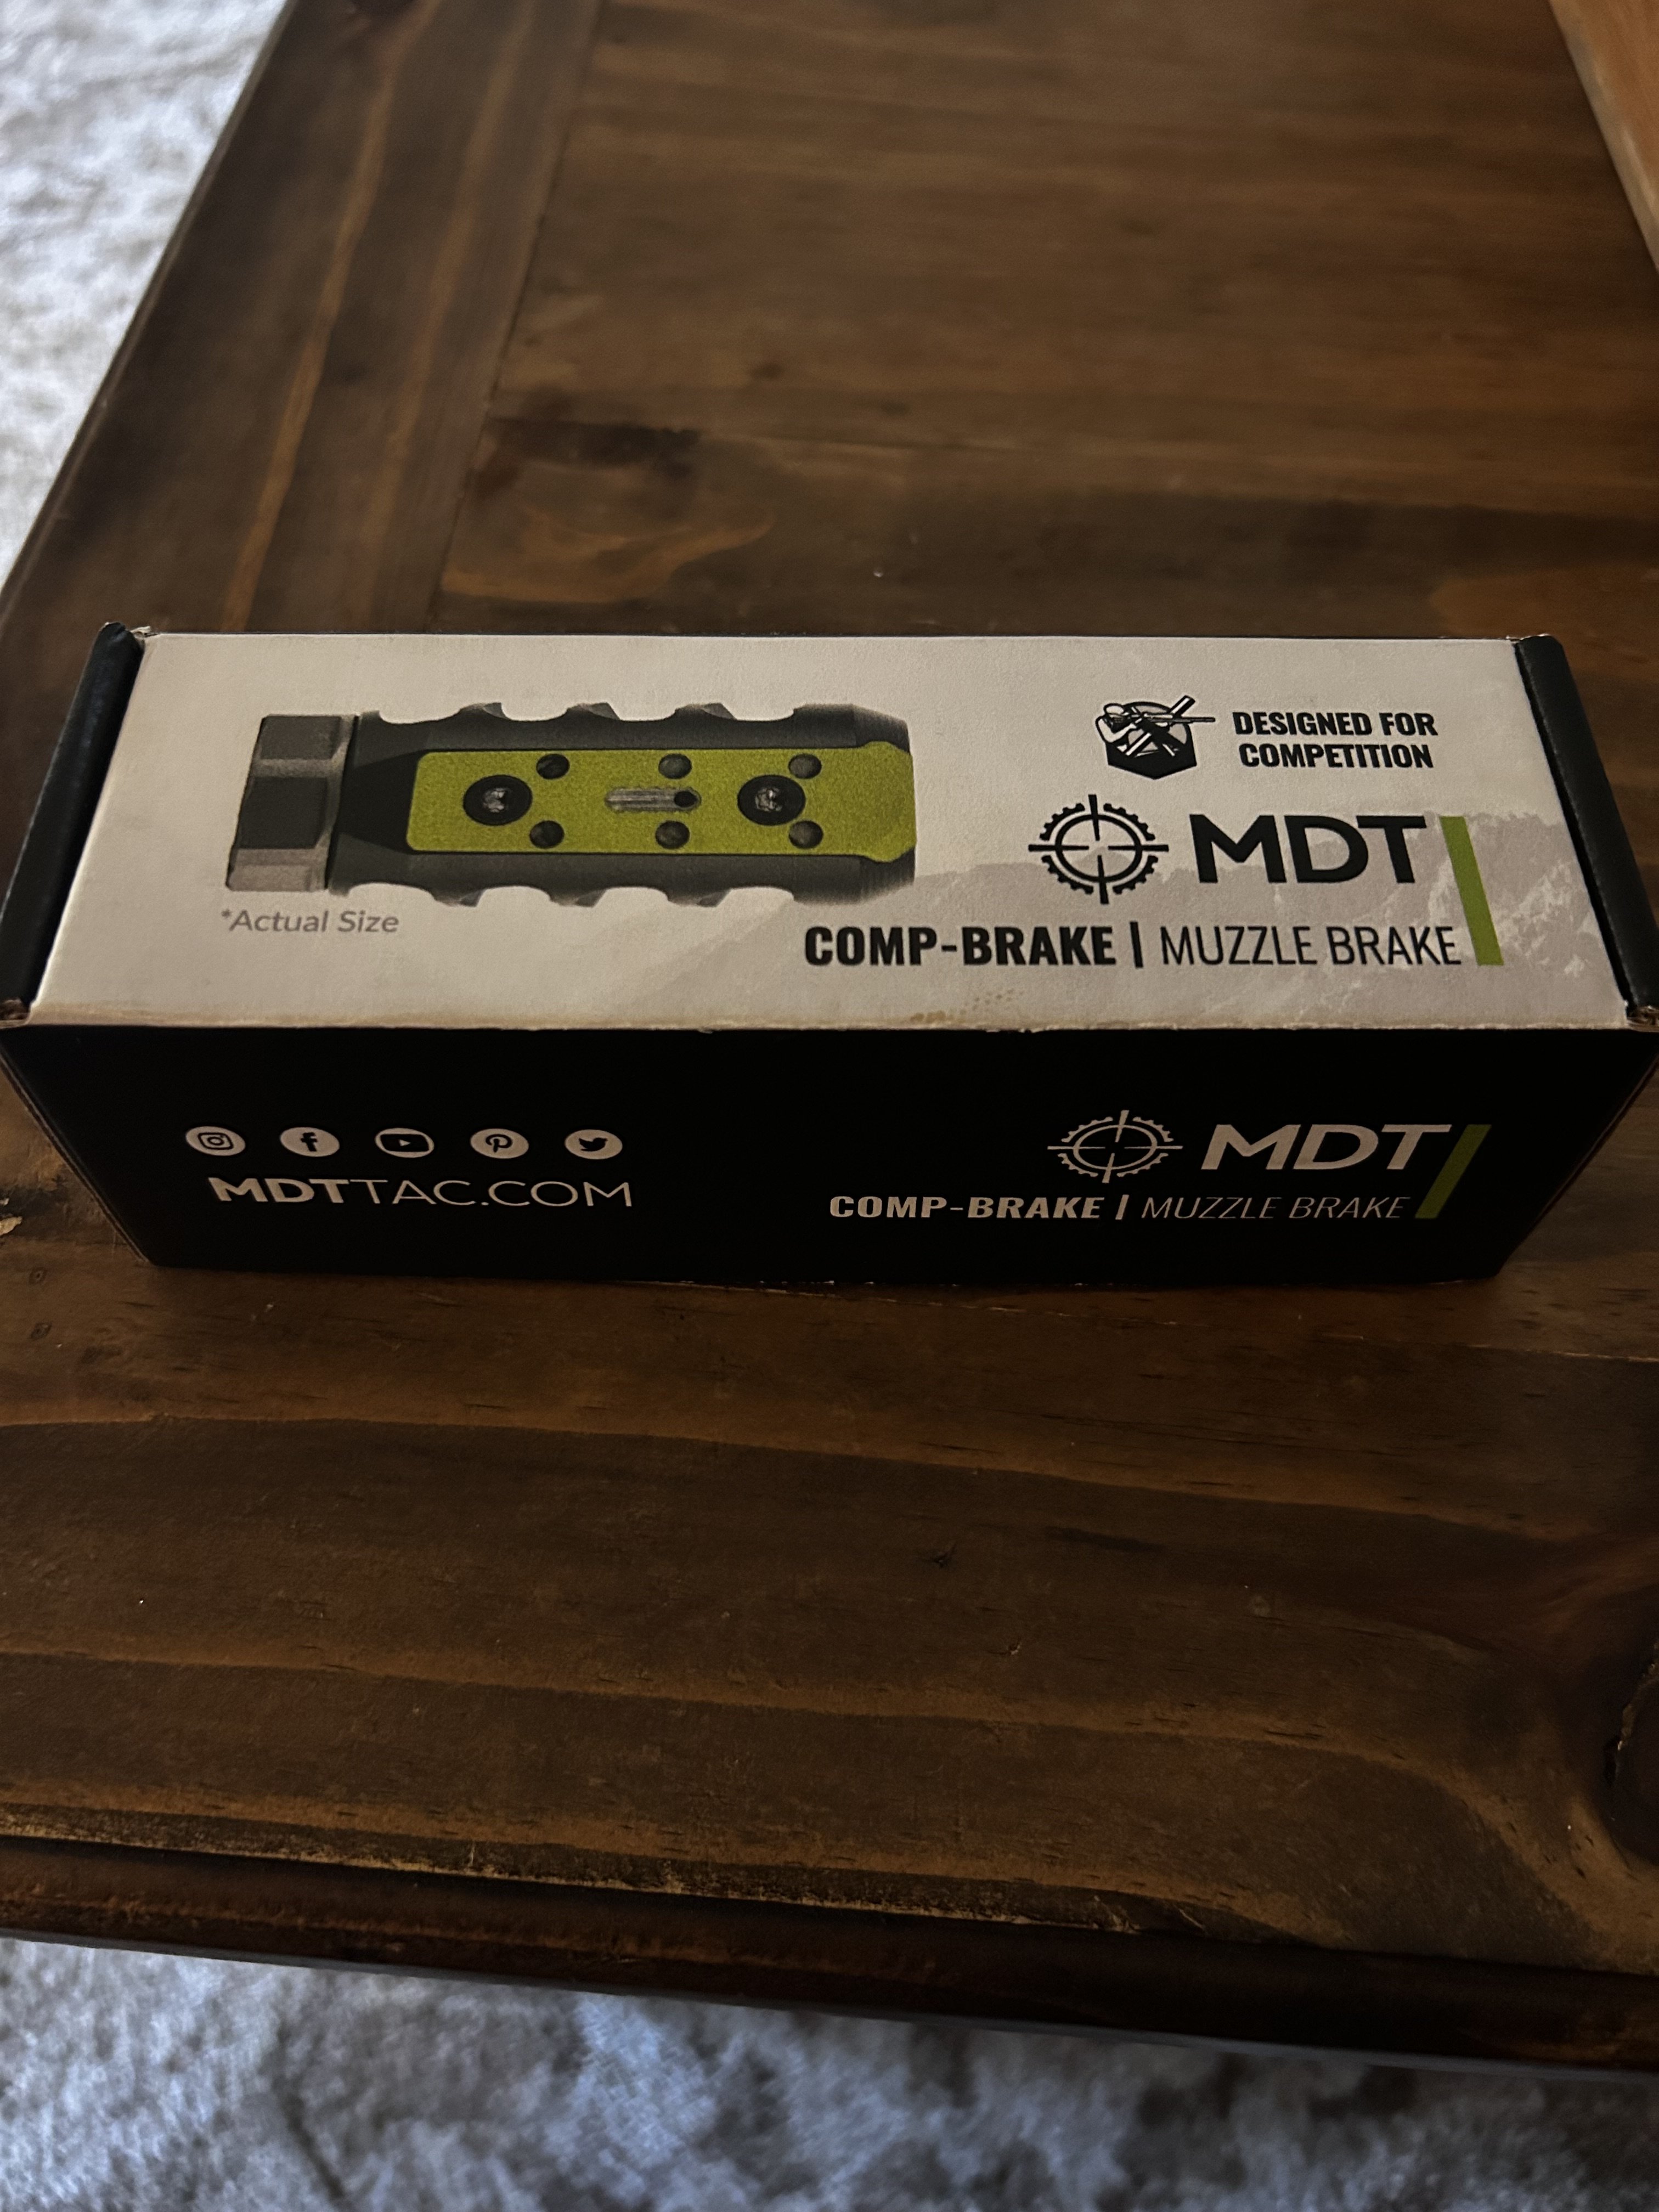 DESIGNED FOR
COMPETITION
MDT
COMP-BRAKE | MUZZLE BRAKE
*Actual Size
MDTTAC.COM
MDT
COMP-BRAKE | MUZZLE BRAKE